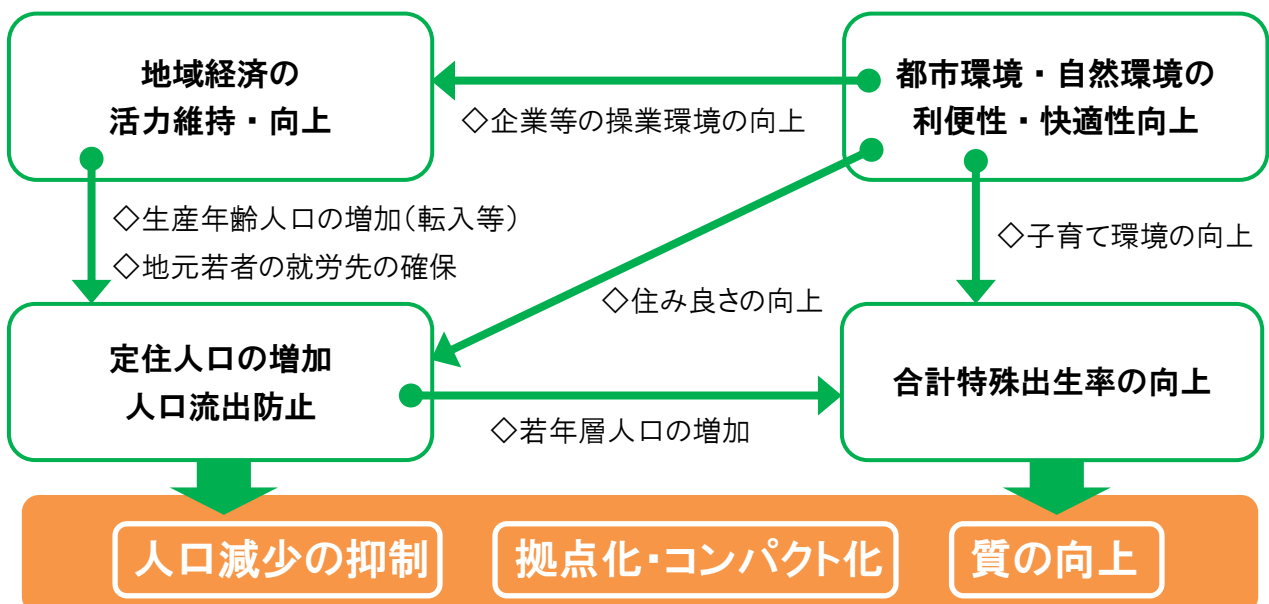 地域経済の
活力維持・向上
都市環境・自然環境の
利便性・快適性向上
◇企業等の操業環境の向上
◇生産年齢人口の増加（転入等）
◇地元若者の就労先の確保
◇子育て環境の向上
◇住み良さの向上
定住人口の増加
人口流出防止
合計特殊出生率の向上
◇若年層人口の増加
人口減少の抑制
拠点化・コンパクト化
質の向上